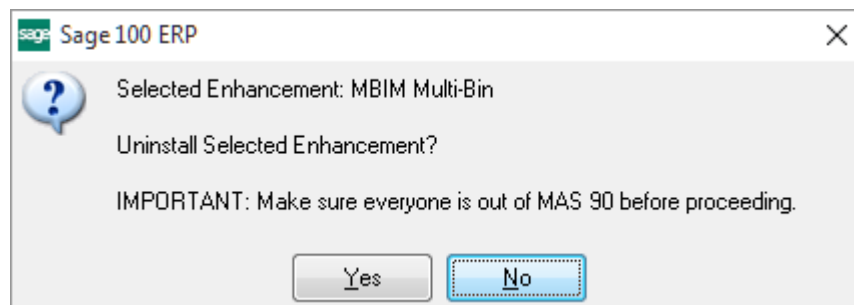 sage Sage 100 ERP
?
Selected Enhancement: MBIM Multi-Bin
Uninstall Selected Enhancement?
IMPORTANT: Make sure everyone is out of MAS 90 before proceeding.
Yes No